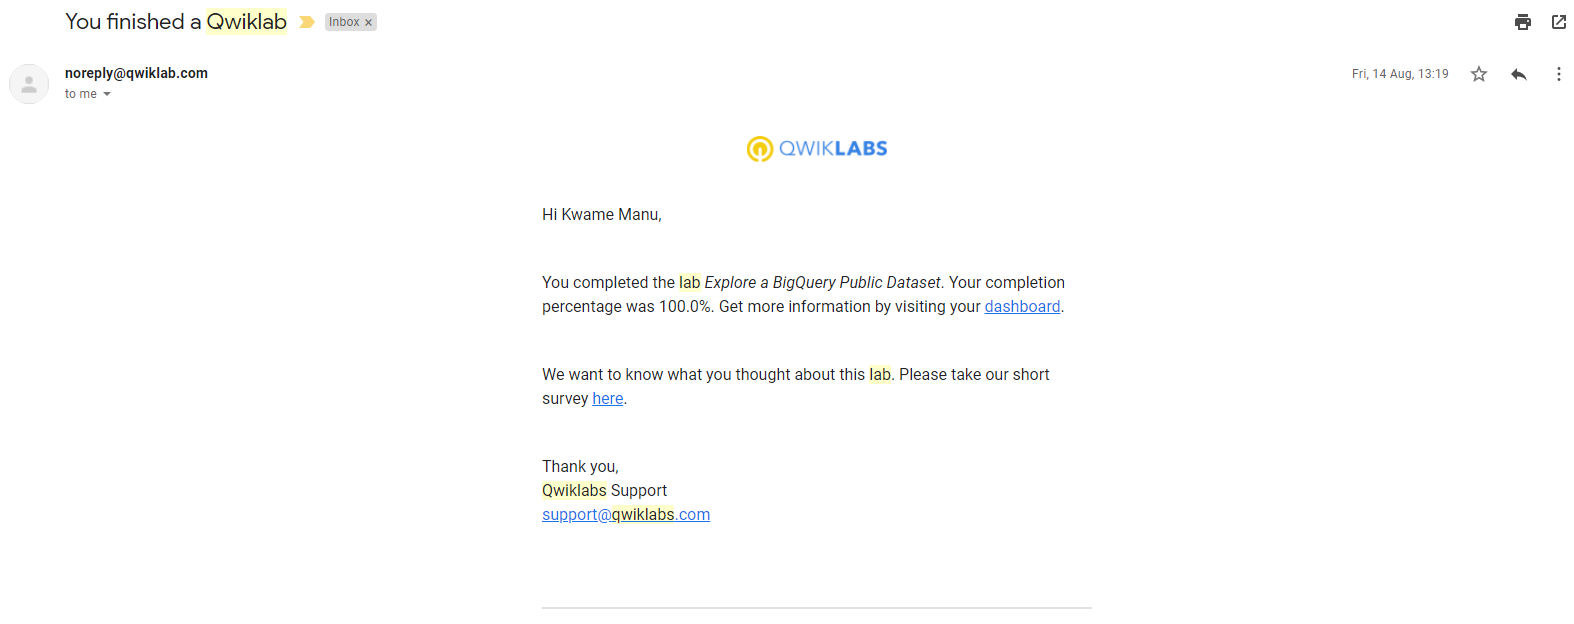 You finished a Qwiklab Inbox x
noreply@qwiklab.com
Fri, 14 Aug, 13:19
to me
QWIKLABS
Hi Kwame Manu,
You completed the lab Explore a BigQuery Public Dataset. Your completion
percentage was 100.0%. Get more information by visiting your dashboard.
We want to know what you thought about this lab. Please take our short
survey here.
Thank you,
Qwiklabs Support
support@qwiklabs.com